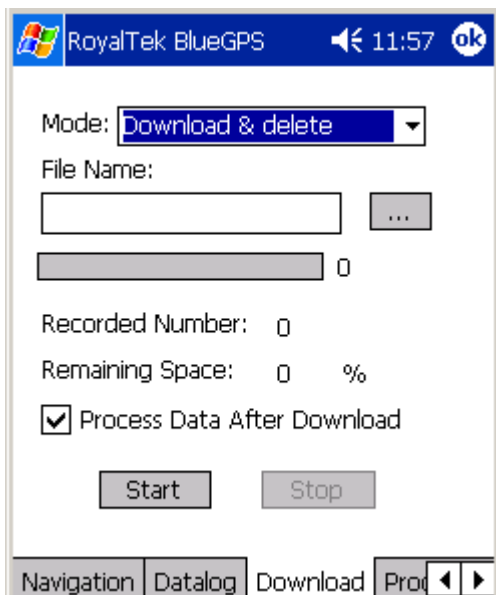 RoyalTek BlueGPS 11:57 ok
Mode: Download & delete
File Name:
...
0
Recorded Number: 0
Remaining Space: 0 %
Process Data After Download
Start Stop
Navigation Datalog Download